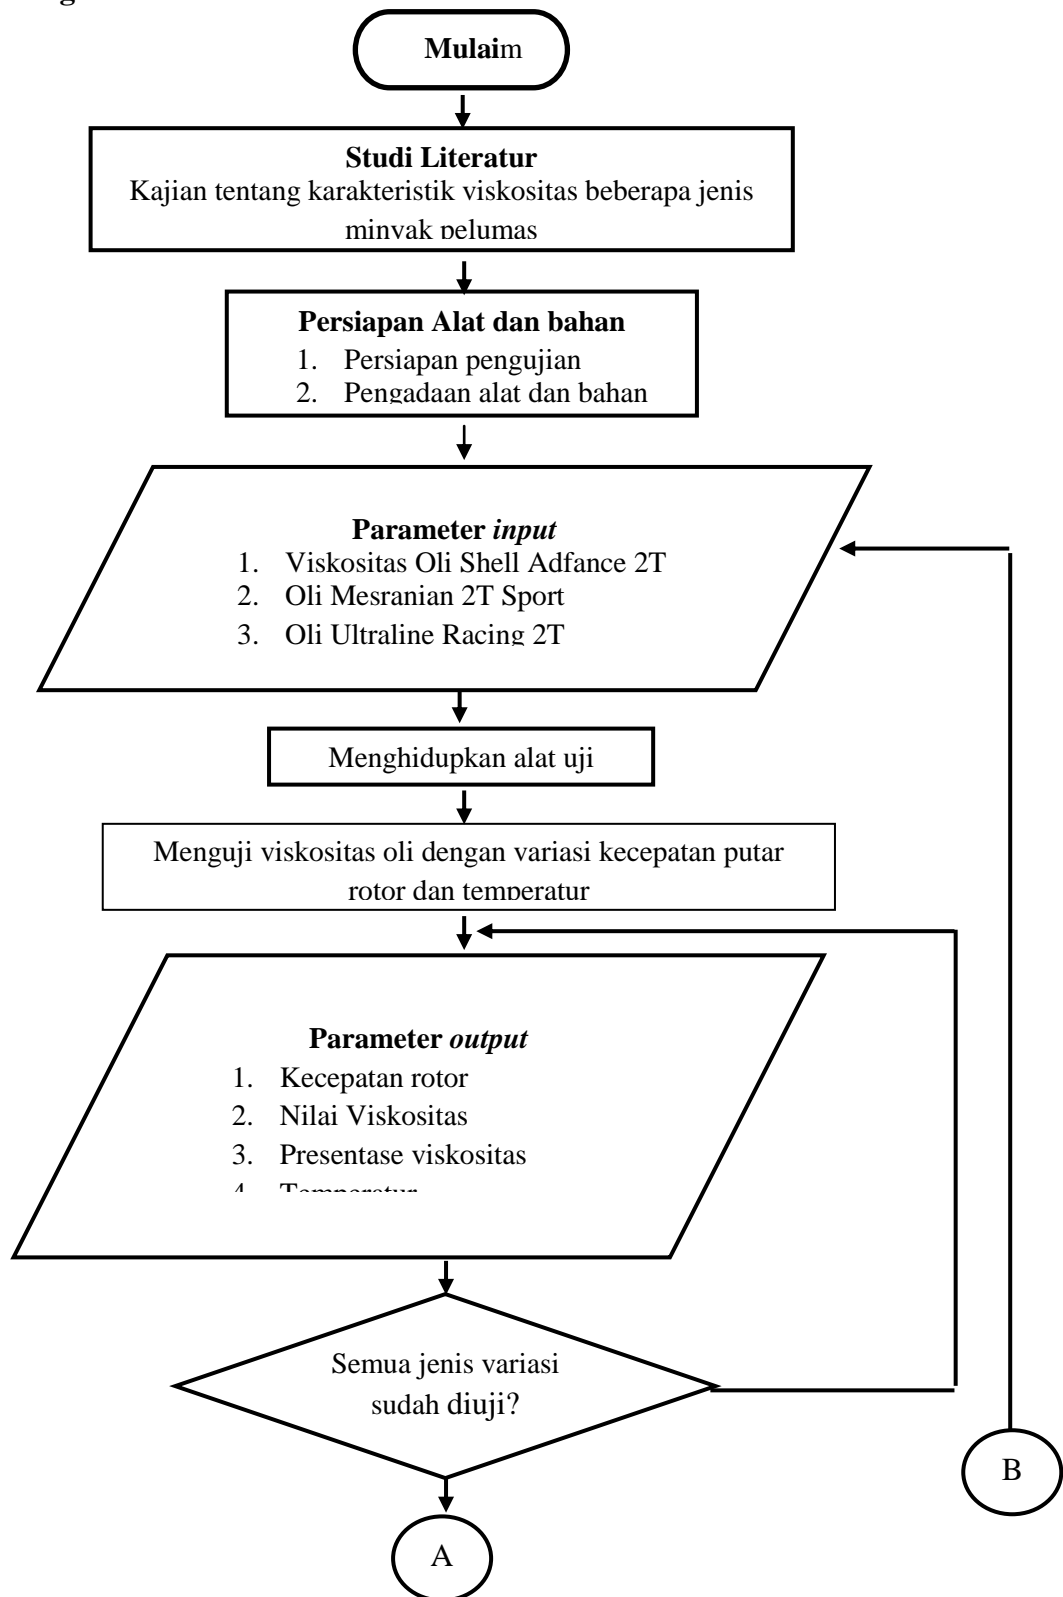 Mulaim
Studi Literatur
Kajian tentang karakteristik viskositas beberapa jenis
minyak pelumas
Persiapan Alat dan bahan
1. Persiapan pengujian
2. Pengadaan alat dan bahan
Parameter input
1. Viskositas Oli Shell Adfance 2T
2. Oli Mesranian 2T Sport
3. Oli Ultraline Racing 2T
Menghidupkan alat uji
Menguji viskositas oli dengan variasi kecepatan putar
rotor dan temperatur
Parameter output
1. Kecepatan rotor
2. Nilai Viskositas
3. Presentase viskositas
4. Temperatur
Semua jenis variasi
sudah diuji?
B
A